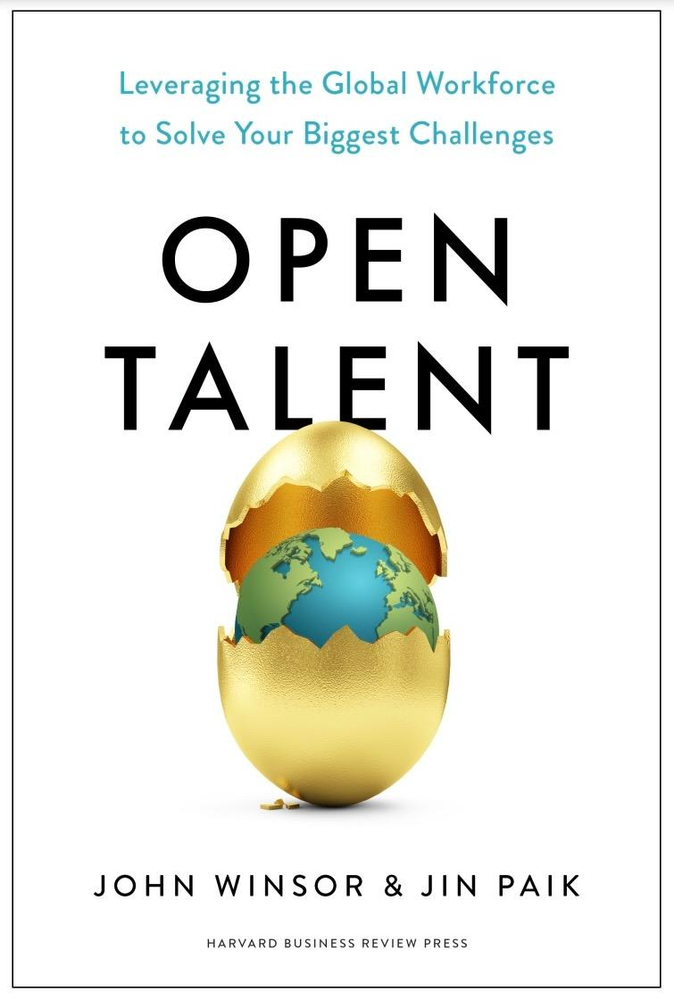 Leveraging the Global Workforce
to Solve Your Biggest Challenges
OPEN
TALENT
JOHN WINSOR & JIN PAIK
HARVARD BUSINESS REVIEW PRESS